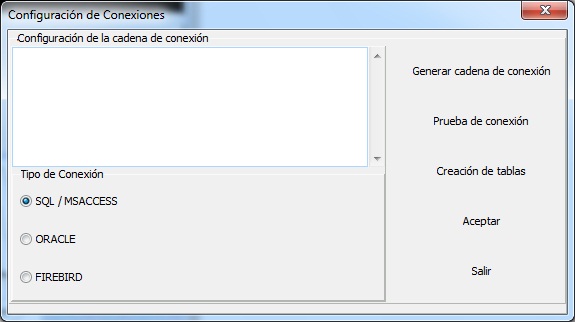 Configuración de Conexiones
Configuración de la cadena de conexión
Generar cadena de conexión
Prueba de conexión
Tipo de Conexión
Creación de tablas
SQL / MSACCESS
Aceptar
ORACLE
Salir
FIREBIRD